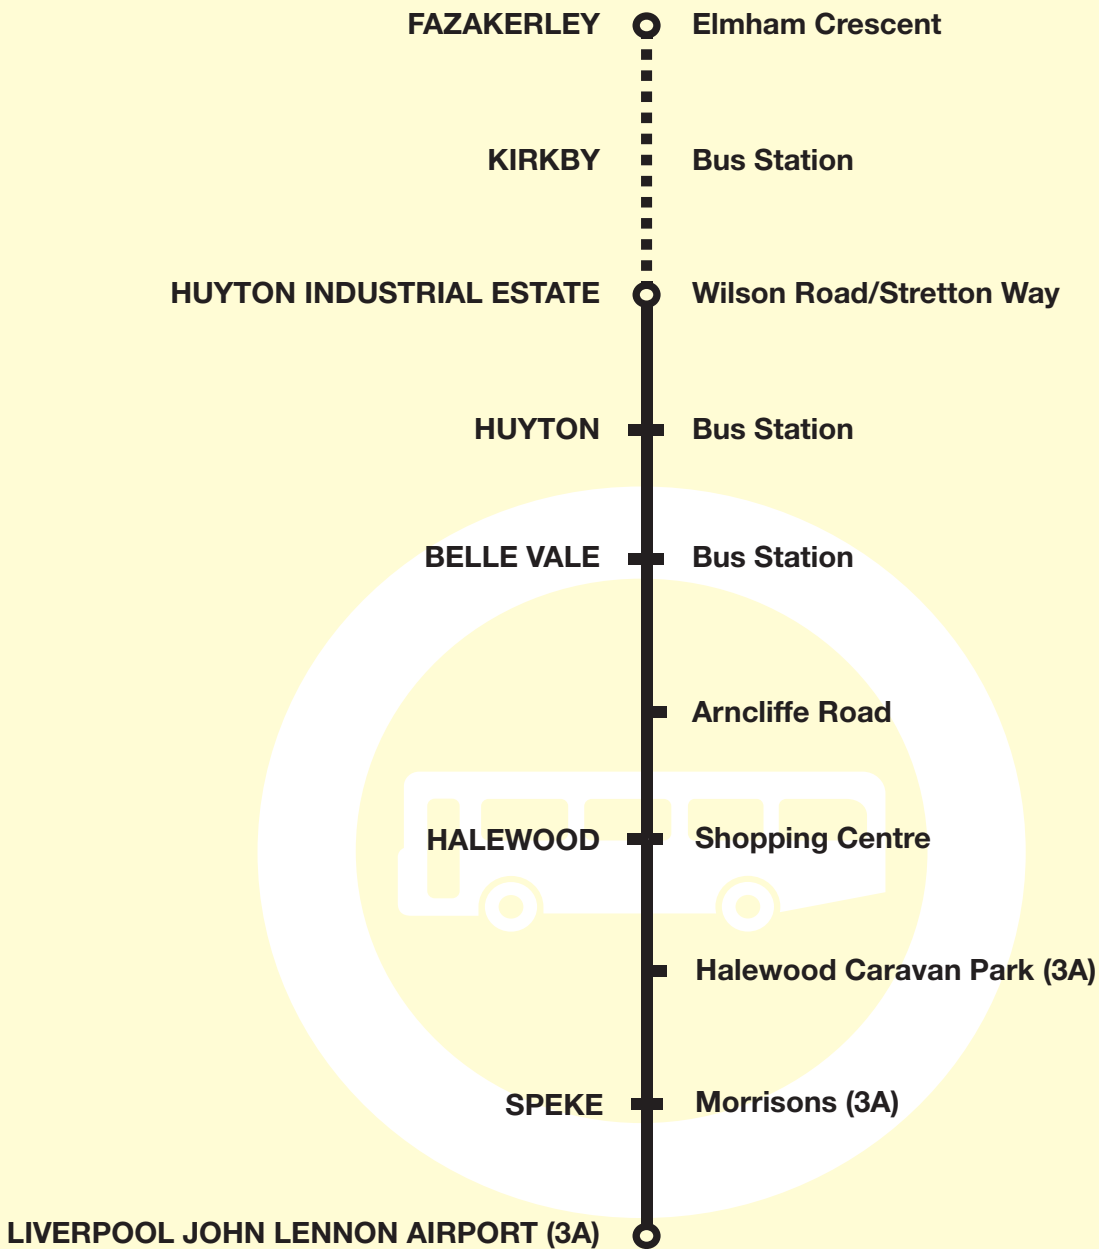 FAZAKERLEY Elmham Crescent
KIRKBY Bus Station
HUYTON INDUSTRIAL ESTATE Wilson Road/Stretton Way
HUYTON Bus Station
BELLE VALE Bus Station
Arncliffe Road
HALEWOOD Shopping Centre
Halewood Caravan Park (3A)
SPEKE Morrisons (3A)
LIVERPOOL JOHN LENNON AIRPORT (3A)